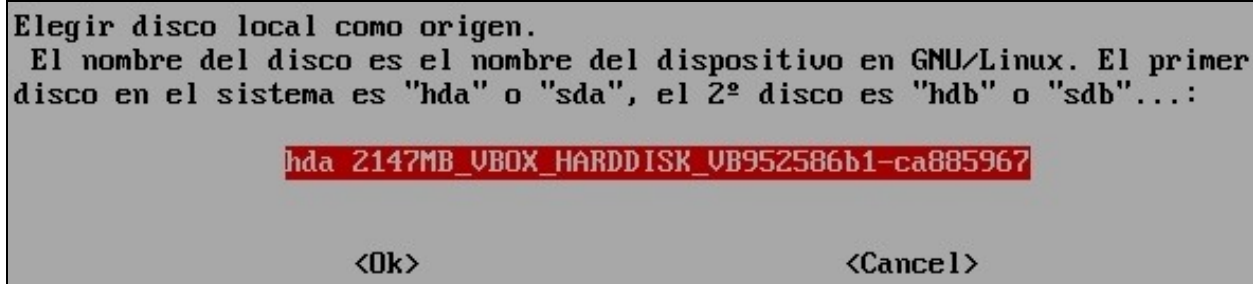 Elegir disco local como origen.
El nombre del disco es el nombre del dispositivo en GNU/Linux. El primer
disco en el sistema es "hda" o "sda", el 2º disco es "hdb" o "sdb"...:
hda 2147MB_VBOX_HARDDISK_VB952586b1-ca885967
<Ok> <Cancel>